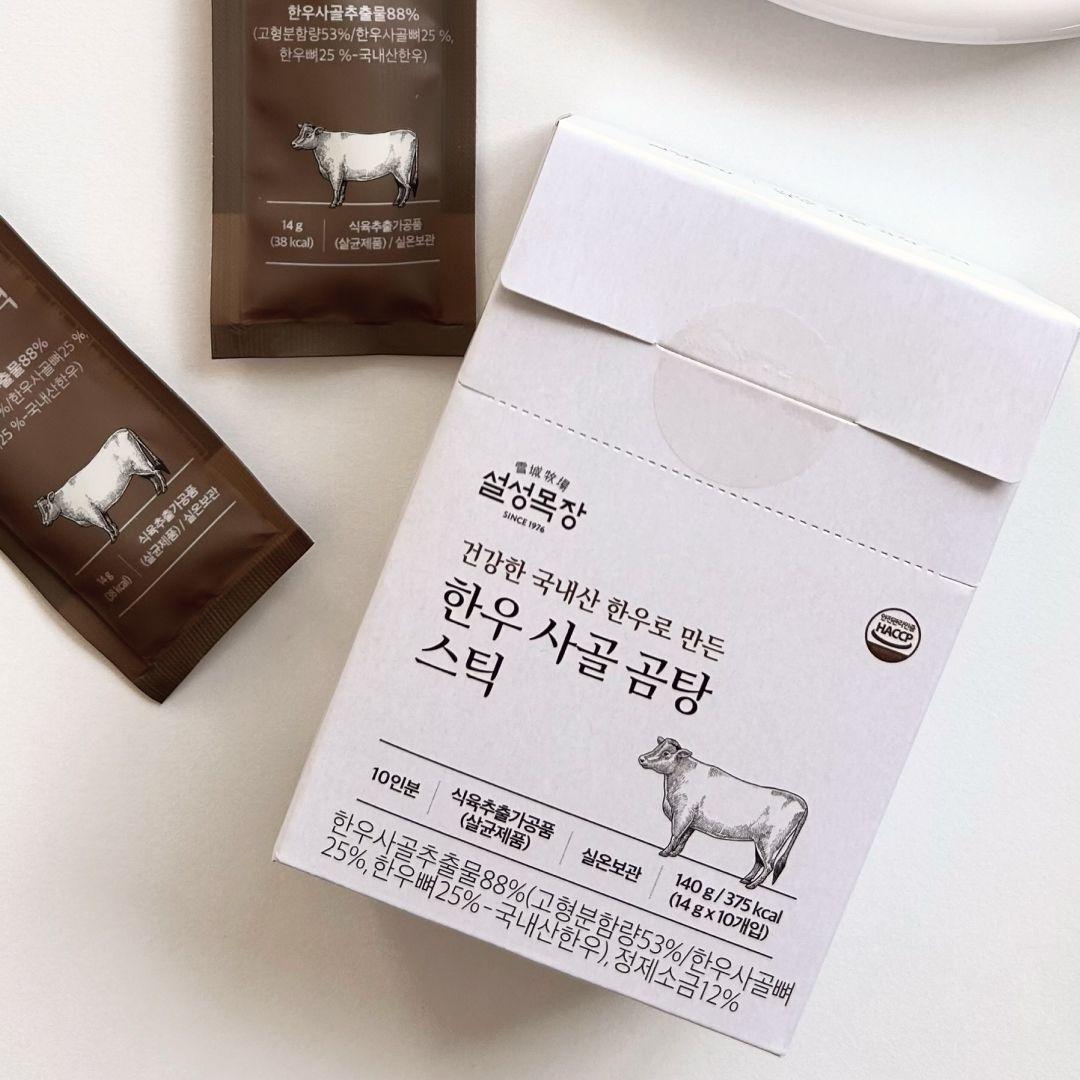 한우사골추출물88%
(고형분함량53%/한우사골뼈25 %,
한우뼈25 %-국내산한우)
14 g
(38 kcal)
식육추출가공품
(살균제품) / 실온보관
출물88%
%/한우사골뼈25 %,
25 %-국내산한우)
14 g
(38 kcal)
식육추출가공품
(살균제품) / 실온보관
雪城牧場
설성목장
SINCE 1976
건강한 국내산 한우로 만든
한우 사골 곰탕
스틱
안전관리인증
HACCP
10인분
식육추출가공품
(살균제품)
실온보관
140 g / 375 kcal
(14 g x 10개입)
한우사골추출물88%(고형분함량53%/한우사골뼈
25%, 한우뼈25% -국내산한우), 정제소금12%